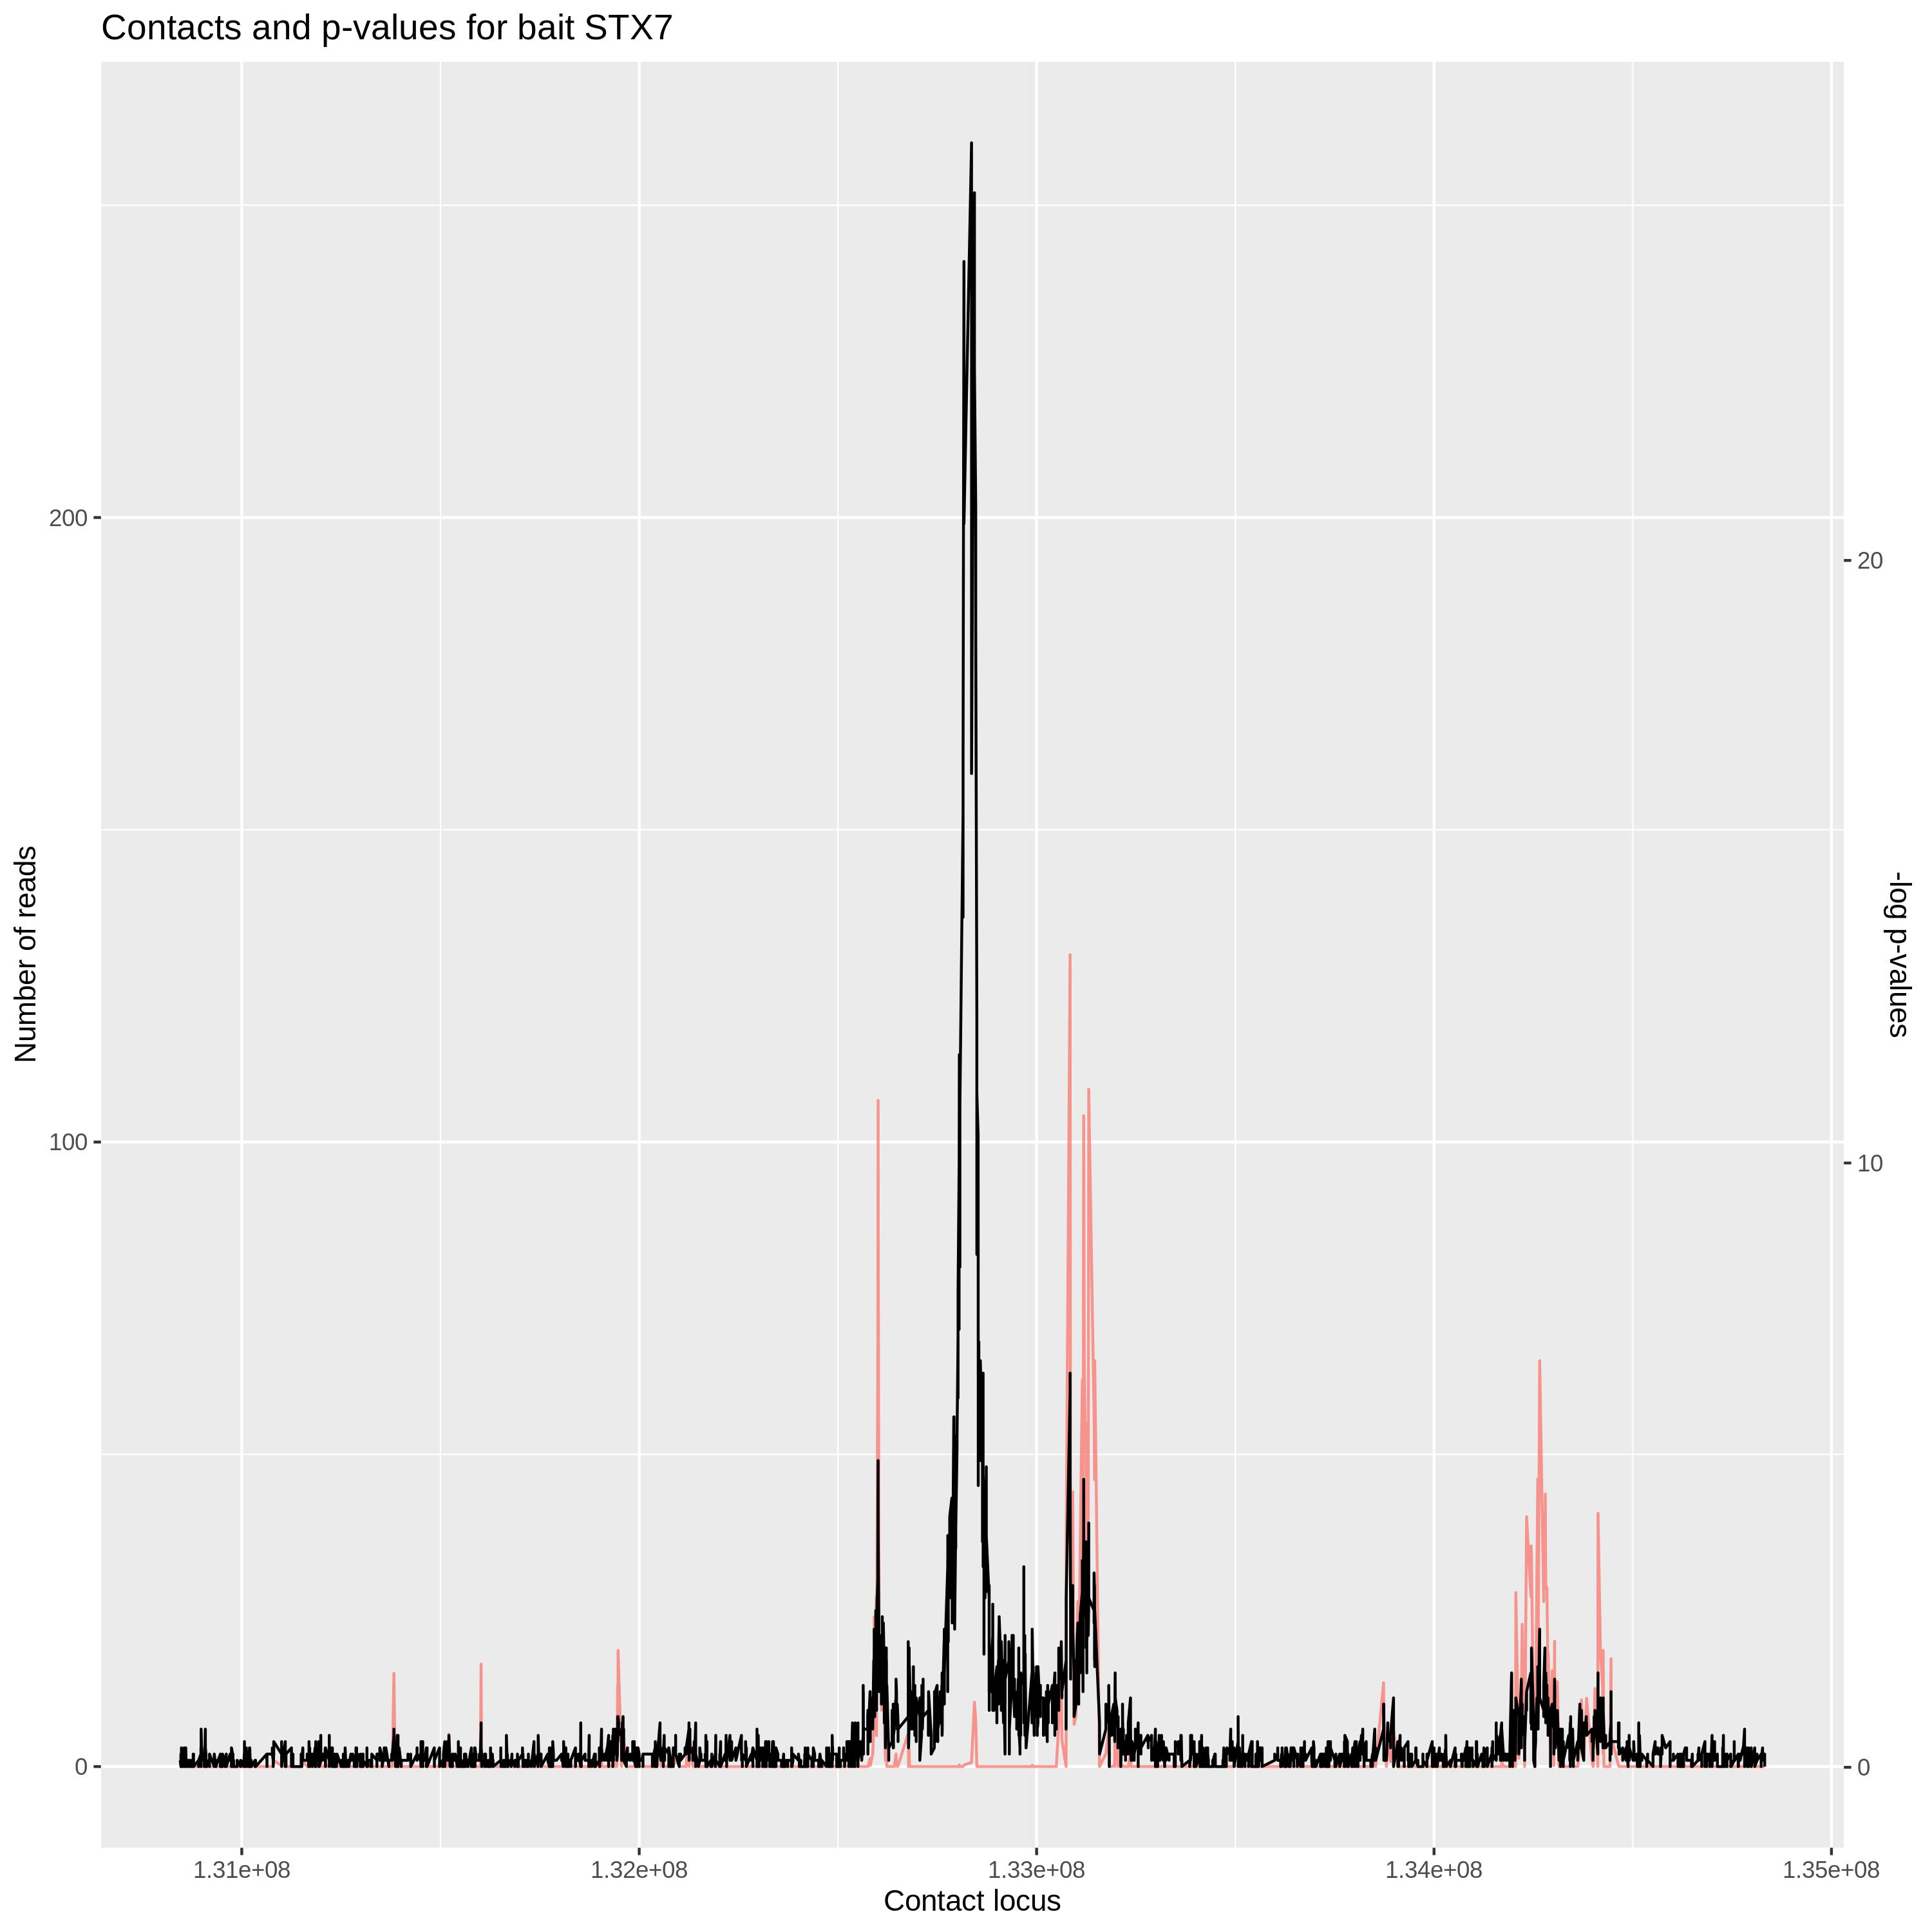 Contacts and p-values for bait STX7
Number of reads
200
100
0
20
10
0
-log p-values
1.31e+08
1.32e+08
1.33e+08
1.34e+08
1.35e+08
Contact locus